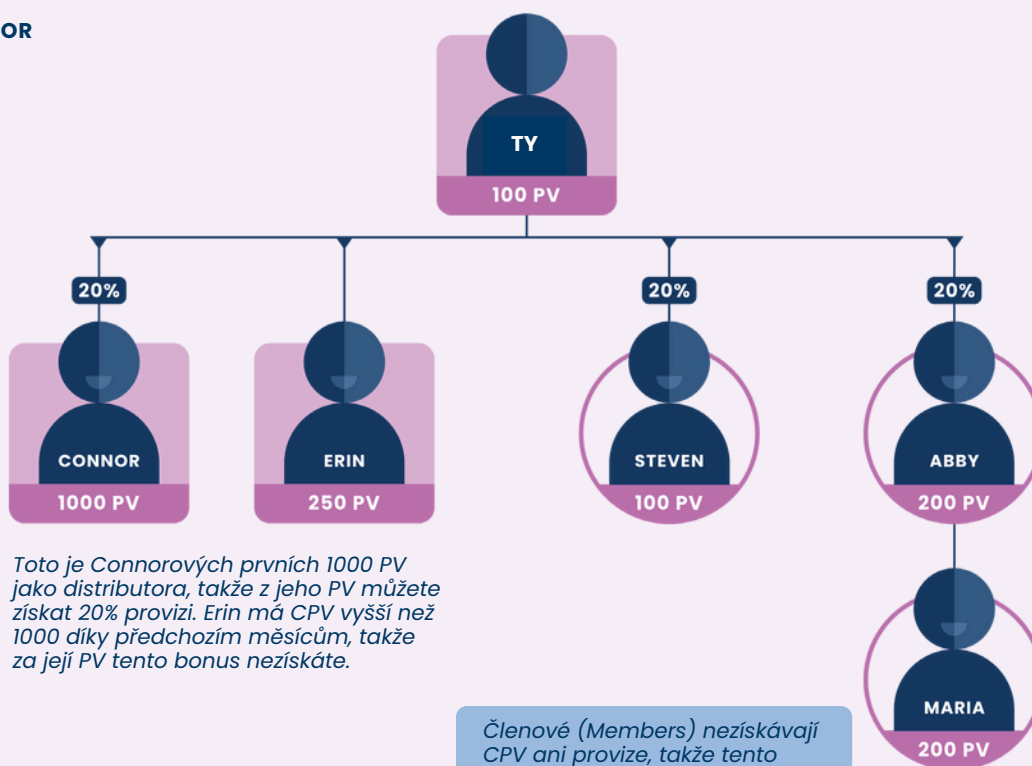 OR
TY
100 PV
20%
20%
20%
CONNOR
ERIN
STEVEN
ABBY
1000 PV
250 PV
100 PV
200 PV
Toto je Connorových prvních 1000 PV
jako distributora, takže z jeho PV můžete
získat 20% provizi. Erin má CPV vyšší než
1000 díky předchozím měsícům, takže
za její PV tento bonus nezískáte.
MARIA
200 PV
Členové (Members) nezískávají
CPV ani provize, takže tento